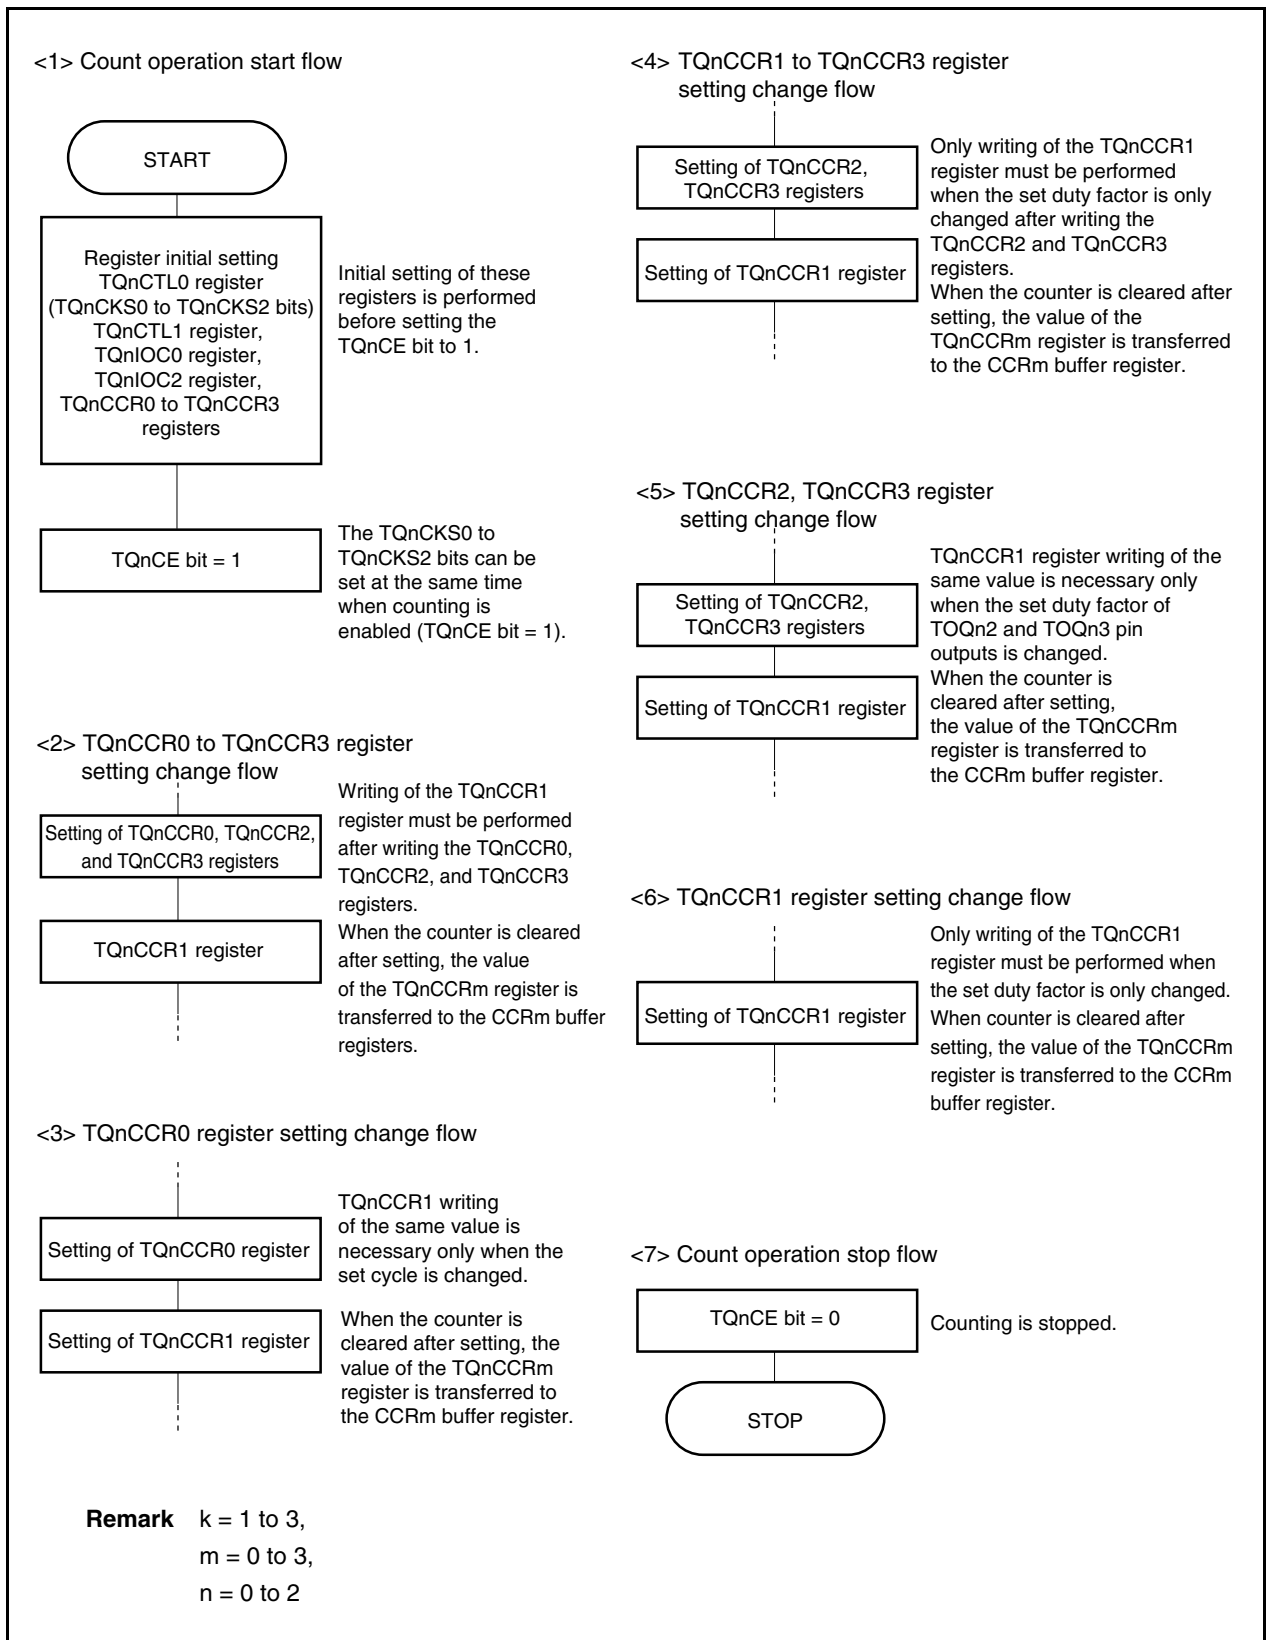 <1> Count operation start flow
START
Register initial setting
TQnCTL0 register
(TQnCKS0 to TQnCKS2 bits)
TQnCTL1 register,
TQnIOC0 register,
TQnIOC2 register,
TQnCCR0 to TQnCCR3
registers
Initial setting of these
registers is performed
before setting the
TQnCE bit to 1.
TQnCE bit = 1
The TQnCKS0 to
TQnCKS2 bits can be
set at the same time
when counting is
enabled (TQnCE bit = 1).
<2> TQnCCR0 to TQnCCR3 register
setting change flow
Setting of TQnCCR0, TQnCCR2,
and TQnCCR3 registers
TQnCCR1 register
Writing of the TQnCCR1
register must be performed
after writing the TQnCCR0,
TQnCCR2, and TQnCCR3
registers.
When the counter is cleared
after setting, the value
of the TQnCCRm register is
transferred to the CCRm buffer
registers.
<3> TQnCCR0 register setting change flow
Setting of TQnCCR0 register
TQnCCR1 writing
of the same value is
necessary only when the
set cycle is changed.
Setting of TQnCCR1 register
When the counter is
cleared after setting, the
value of the TQnCCRm
register is transferred to
the CCRm buffer register.
<4> TQnCCR1 to TQnCCR3 register
setting change flow
Setting of TQnCCR2,
TQnCCR3 registers
Setting of TQnCCR1 register
Only writing of the TQnCCR1
register must be performed
when the set duty factor is only
changed after writing the
TQnCCR2 and TQnCCR3
registers.
When the counter is cleared after
setting, the value of the
TQnCCRm register is transferred
to the CCRm buffer register.
<5> TQnCCR2, TQnCCR3 register
setting change flow
Setting of TQnCCR2,
TQnCCR3 registers
Setting of TQnCCR1 register
TQnCCR1 register writing of the
same value is necessary only
when the set duty factor of
TOQn2 and TOQn3 pin
outputs is changed.
When the counter is
cleared after setting,
the value of the TQnCCRm
register is transferred to
the CCRm buffer register.
<6> TQnCCR1 register setting change flow
Setting of TQnCCR1 register
Only writing of the TQnCCR1
register must be performed when
the set duty factor is only changed.
When counter is cleared after
setting, the value of the TQnCCRm
register is transferred to the CCRm
buffer register.
<7> Count operation stop flow
TQnCE bit = 0
Counting is stopped.
STOP
Remark k = 1 to 3,
m = 0 to 3,
n = 0 to 2